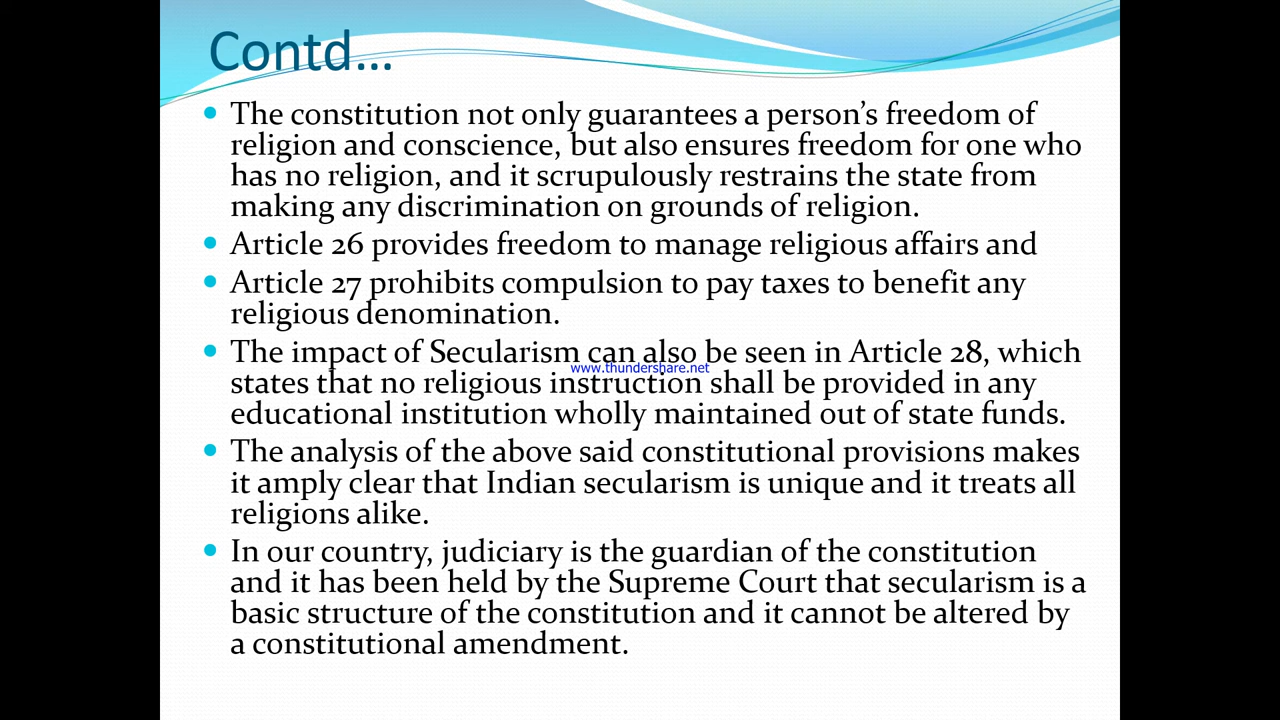 Contd...
• The constitution not only guarantees a person’s freedom of
religion and conscience, but also ensures freedom for one who
has no religion, and it scrupulously restrains the state from
making any discrimination on grounds of religion.
• Article 26 provides freedom to manage religious affairs and
• Article 27 prohibits compulsion to pay taxes to benefit any
religious denomination.
• The impact of Secularism can also be seen in Article 28, which
www.thundershare.net
states that no religious instruction shall be provided in any
educational institution wholly maintained out of state funds.
• The analysis of the above said constitutional provisions makes
it amply clear that Indian secularism is unique and it treats all
religions alike.
• In our country, judiciary is the guardian of the constitution
and it has been held by the Supreme Court that secularism is a
basic structure of the constitution and it cannot be altered by
a constitutional amendment.